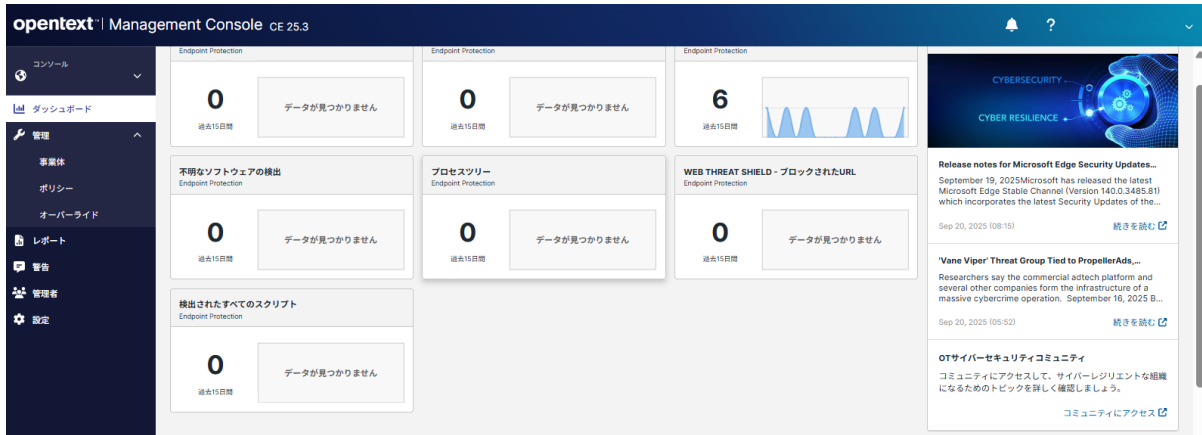 opentext™ | Management Console CE 25.3
?
コンソール
ダッシュボード
管理
事業体
ポリシー
オーバーライド
レポート
警告
管理者
設定
Endpoint Protection
0
過去15日間
データが見つかりません
Endpoint Protection
0
過去15日間
データが見つかりません
Endpoint Protection
6
過去15日間
不明なソフトウェアの検出
Endpoint Protection
0
過去15日間
データが見つかりません
プロセスツリー
Endpoint Protection
0
過去15日間
データが見つかりません
WEB THREAT SHIELD - ブロックされたURL
Endpoint Protection
0
過去15日間
データが見つかりません
検出されたすべてのスクリプト
Endpoint Protection
0
過去15日間
データが見つかりません
CYBERSECURITY
CYBER RESILIENCE
Release notes for Microsoft Edge Security Updates...
September 19, 2025Microsoft has released the latest
Microsoft Edge Stable Channel (Version 140.0.3485.81)
which incorporates the latest Security Updates of the...
Sep 20, 2025 (08:15)
続きを読む
'Vane Viper' Threat Group Tied to PropellerAds,...
Researchers say the commercial adtech platform and
several other companies form the infrastructure of a
massive cybercrime operation. September 16, 2025 B...
Sep 20, 2025 (05:52)
続きを読む
OTサイバーセキュリティコミュニティ
コミュニティにアクセスして、サイバーレジリエントな組織
になるためのトピックを詳しく確認しましょう。
コミュニティにアクセス